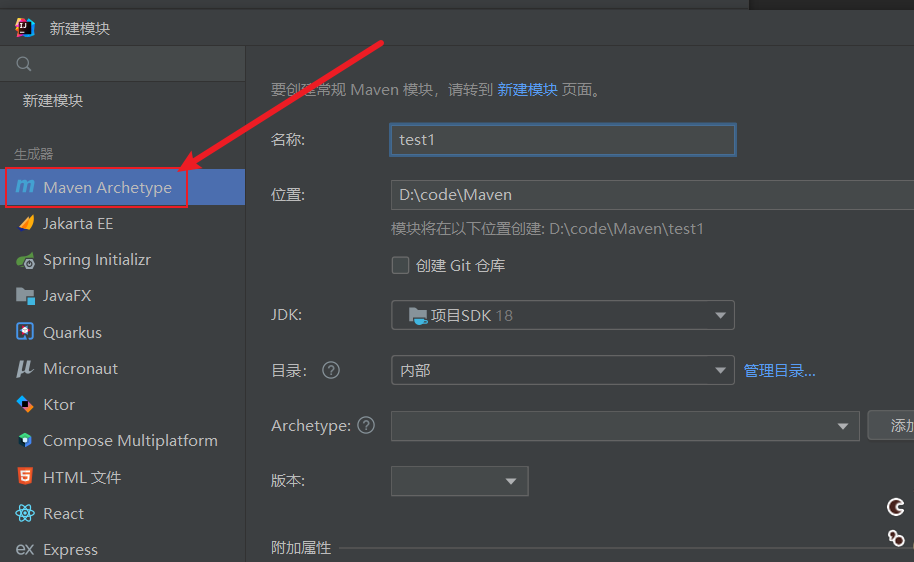 新建模块
新建模块
生成器
Maven Archetype
Jakarta EE
Spring Initializr
JavaFX
Quarkus
Micronaut
Ktor
Compose Multiplatform
HTML 文件
React
ex Express
要创建常规 Maven 模块，请转到 新建模块 页面。
名称:
test1
位置:
D:\code\Maven
模块将在以下位置创建: D:\code\Maven\test1
创建 Git 仓库
JDK:
项目SDK 18
目录:
内部
管理目录...
Archetype:
添加
版本:
附加属性